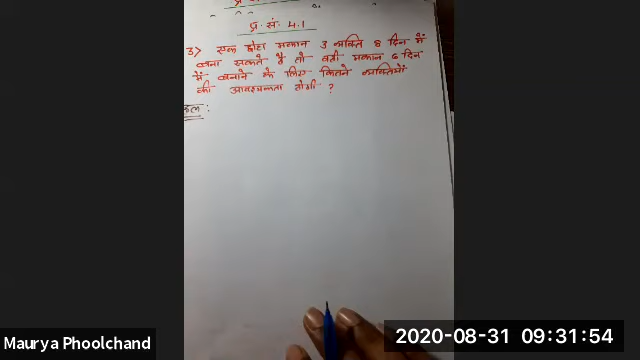 प्र. सं. 4.1
3> एक छोटा मकान 3 व्यक्ति 8 दिन में
बना सकते है तो वही मकान 6 दिन
में बनाने के लिए कितने व्यक्तियों
की आवश्यकता होगी ?
हल :
Maurya Phoolchand
2020-08-31 09:31:54